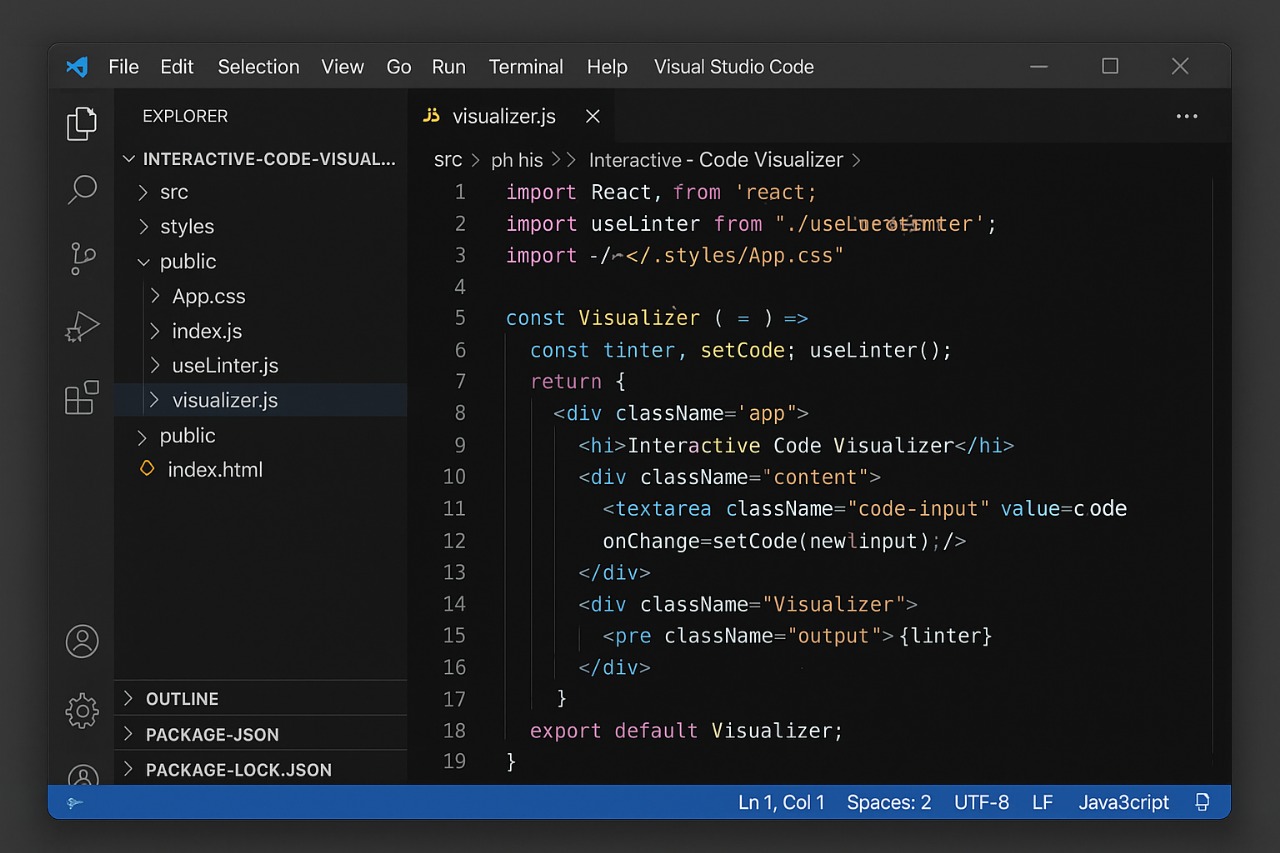 File Edit Selection View Go Run Terminal Help Visual Studio Code
EXPLORER
INTERACTIVE-CODE-VISUAL...
src
styles
public
App.css
index.js
useLinter.js
visualizer.js
public
index.html
OUTLINE
PACKAGE-JSON
PACKAGE-LOCK.JSON
JS visualizer.js
src > ph his >> Interactive - Code Visualizer >
1 import React, from 'react;
2 import useLinter from
3 import -/~</.styles/App.css"
4
5 const Visualizer ( = ) =>
6 const tinter, setCode; useLinter();
7 return {
8 <div className='app">
9 <hi>Interactive Code Visualizer</hi>
10 <div className="content">
11 <textarea className="code-input" value=code
12 onChange=setCode(newlinput);/>
13 </div>
14 <div className="Visualizer">
15 <pre className="output">{linter}
16 </div>
17 }
18 export default Visualizer;
19 }
Ln 1, Col 1 Spaces: 2 UTF-8 LF Java3cript